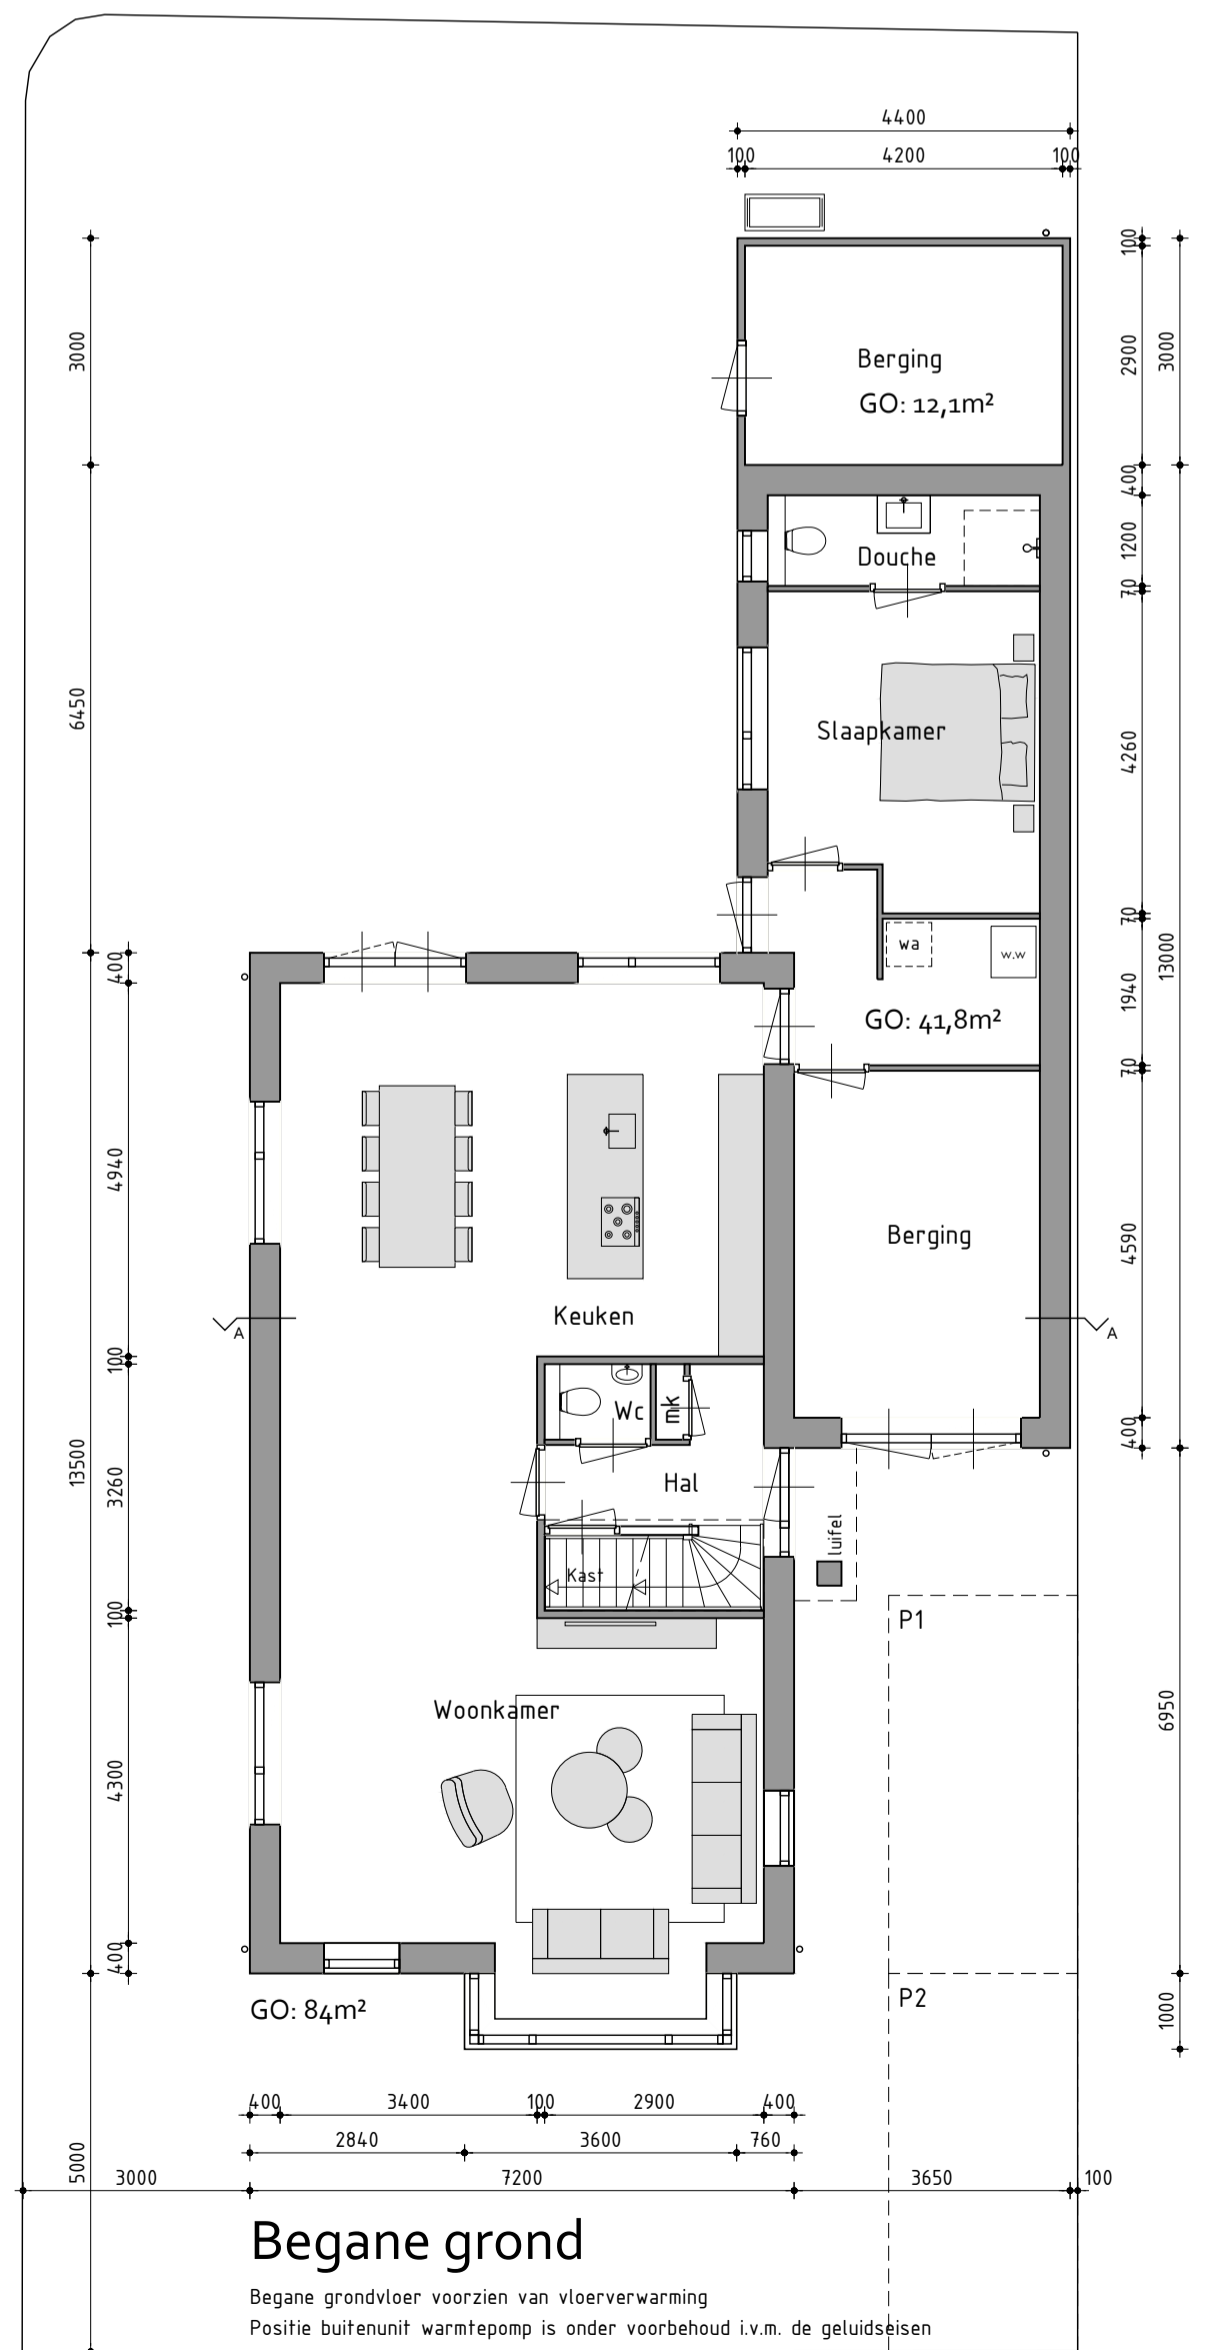 4400
100 4200 100
3000
6450
13500
5000
400
4940
100
3260
100
4300
400
Berging
GO: 12,1m²
Douche
Slaapkamer
wa
w.w
GO: 41,8m²
Berging
Keuken
A
A
Wc
mk
Hal
luifel
Kast
P1
Woonkamer
P2
GO: 84m²
100
2900
400
1200
70
4260
70
1940
70
4590
400
3000
13000
6950
1000
400 3400 100 2900 400
2840 3600 760
3000 7200 3650 100
Begane grond
Begane grondvloer voorzien van vloerverwarming
Positie buitenunit warmtepomp is onder voorbehoud i.v.m. de geluidseisen